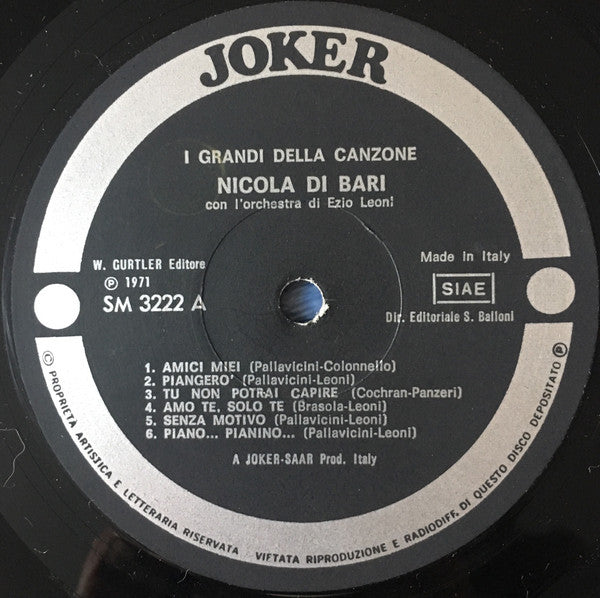 JOKER
I GRANDI DELLA CANZONE
NICOLA DI BARI
con l'orchestra di Ezio Leoni
W. GURTLER Editore
Ⓟ 1971
SM 3222 A
Made in Italy
SIAE
Dir. Editoriale S. Balloni
1. AMICI MIEI (Pallavicini-Colonnello)
2. PIANGERO' (Pallavicini-Leoni)
3. TU NON POTRAI CAPIRE (Cochran-Panzeri)
4. AMO TE, SOLO TE (Brasola-Leoni)
5. SENZA MOTIVO (Pallavicini-Leoni)
6. PIANO... PIANINO... (Pallavicini-Leoni)
A JOKER-SAAR Prod. Italy
© PROPRIETA ARTISTICA E LETTERARIA RISERVATA - VIFTATA RIPRODUZIONE E RADIODIFF. DI QUESTO DISCO DEPOSITATO Ⓟ